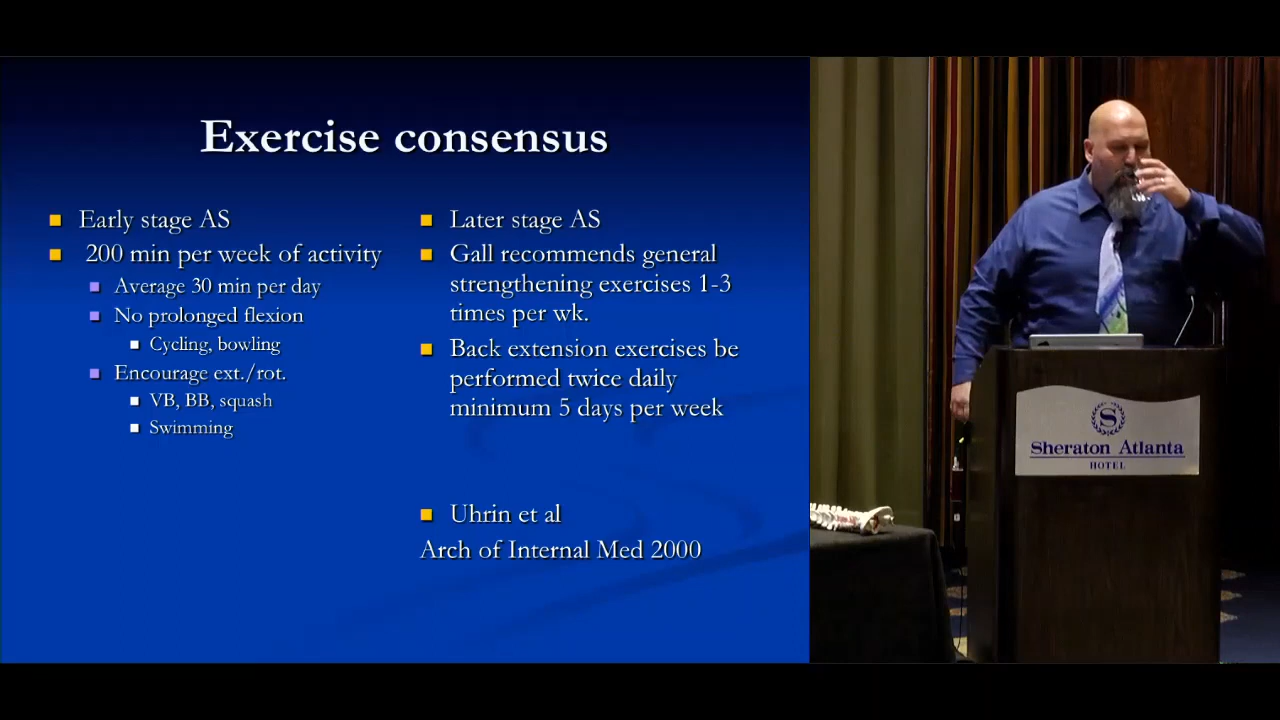 Exercise consensus
Early stage AS
200 min per week of activity
Average 30 min per day
No prolonged flexion
Cycling, bowling
Encourage ext./rot.
VB, BB, squash
Swimming
Later stage AS
Gall recommends general
strengthening exercises 1-3
times per wk.
Back extension exercises be
performed twice daily
minimum 5 days per week
Uhrin et al
Arch of Internal Med 2000
S
Sheraton Atlanta
HOTEL